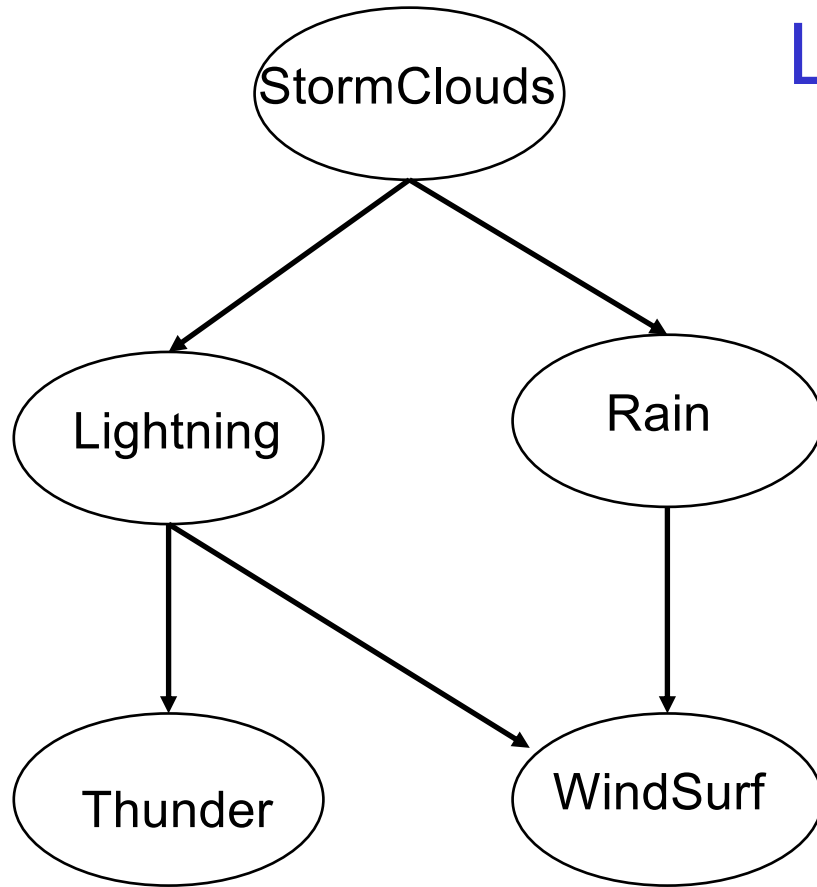 L
StormClouds
Lightning
Rain
Thunder
WindSurf